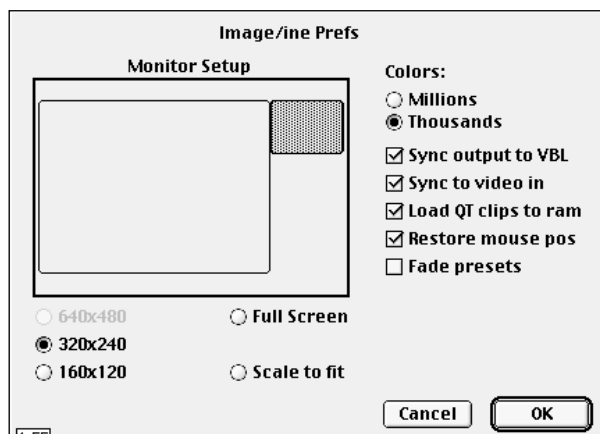 Image/ine Prefs
Monitor Setup
Colors:
Millions
Thousands
Sync output to VBL
Sync to video in
Load QT clips to ram
Restore mouse pos
Fade presets
640x480
Full Screen
320x240
160x120
Scale to fit
Cancel
OK